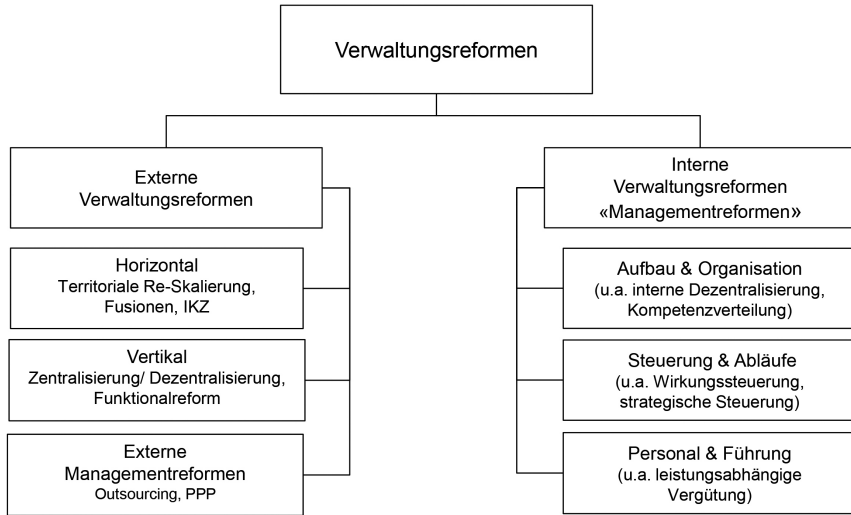 Verwaltungsreformen
Externe
Verwaltungsreformen
Horizontal
Territoriale Re-Skalierung,
Fusionen, IKZ
Vertikal
Zentralisierung/ Dezentralisierung,
Funktionalreform
Externe
Managementreformen
Outsourcing, PPP
Interne
Verwaltungsreformen
«Managementreformen»
Aufbau & Organisation
(u.a. interne Dezentralisierung,
Kompetenzverteilung)
Steuerung & Abläufe
(u.a. Wirkungssteuerung,
strategische Steuerung)
Personal & Führung
(u.a. leistungsabhängige
Vergütung)